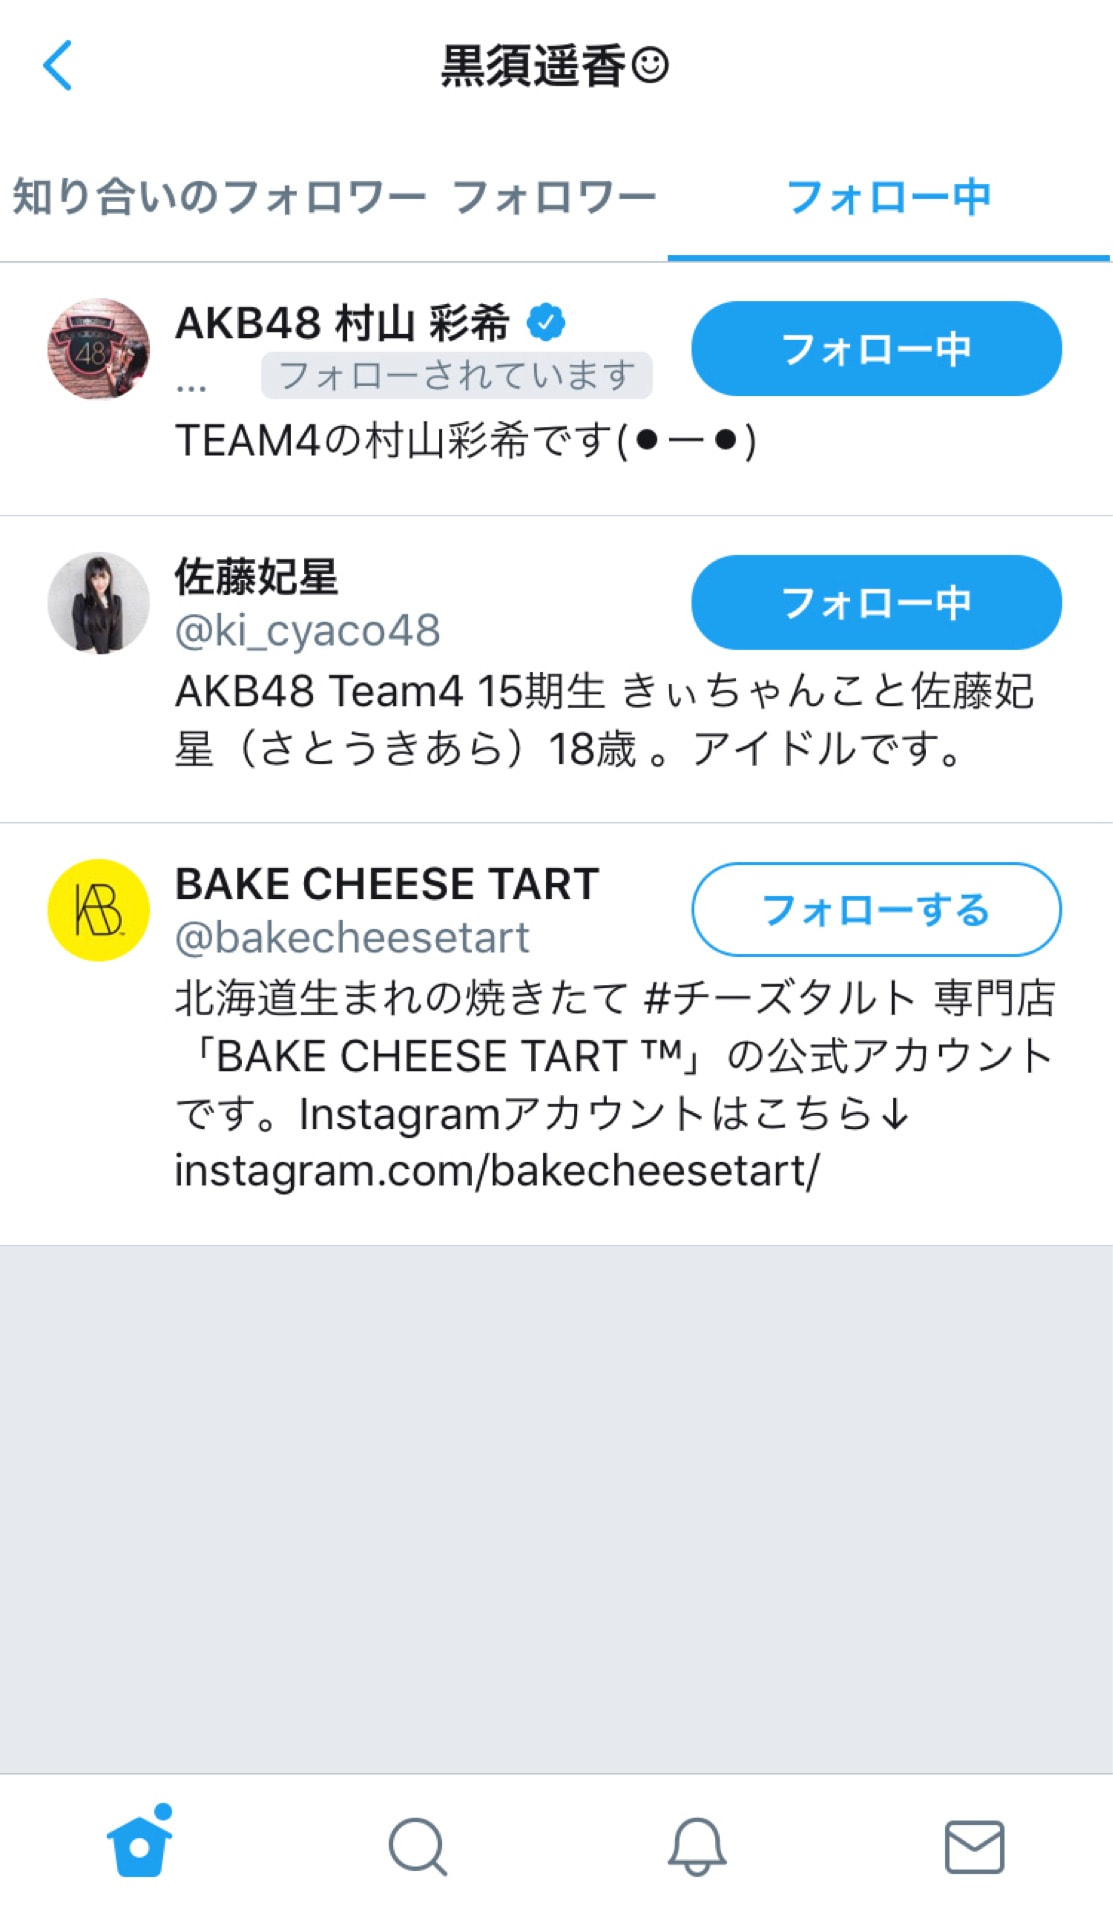 黒須遥香☺
知り合いのフォロワー フォロワー フォロー中
AKB48 村山 彩希
フォロー中
... フォローされています
TEAM4の村山彩希です(●ー●)
佐藤妃星
フォロー中
@ki_cyaco48
AKB48 Team4 15期生 きぃちゃんこと佐藤妃
星（さとうきあら）18歳 。アイドルです。
BAKE CHEESE TART
フォローする
@bakecheesetart
北海道生まれの焼きたて #チーズタルト 専門店
「BAKE CHEESE TART ™」の公式アカウント
です。Instagramアカウントはこちら↓
instagram.com/bakecheesetart/